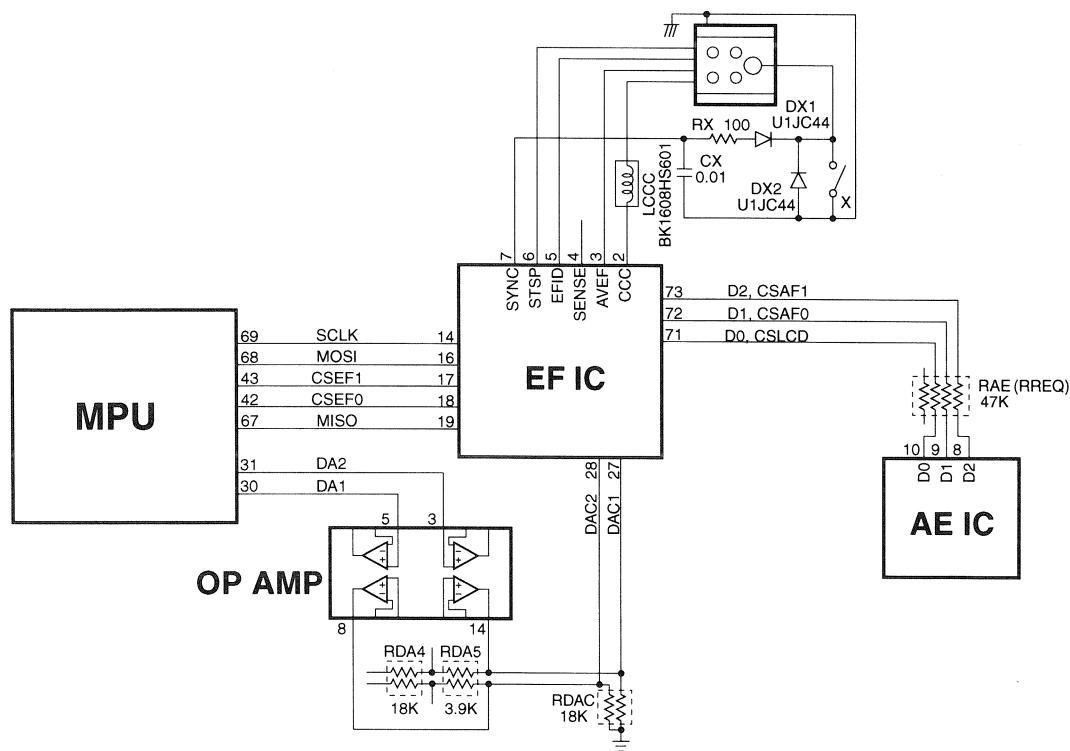 DX1
U1JC44
RX 100
CX
0.01
DX2
U1JC44
X
LCCC
BK1608HS601
7 6 5 4 3 2
SYNC
STSP
EFID
SENSE
AVEF
CCC
73 D2, CSAF1
72 D1, CSAF0
71 D0, CSLCD
69 SCLK 14
68 MOSI 16
43 CSEF1 17
42 CSEF0 18
67 MISO 19
EF IC
MPU
RAE (RREQ)
47K
31 DA2
30 DA1
10 9 8
D0
D1
D2
AE IC
28 27
DAC2
DAC1
5 3
OP AMP
8 14
RDA4 RDA5
18K 3.9K
RDAC
18K